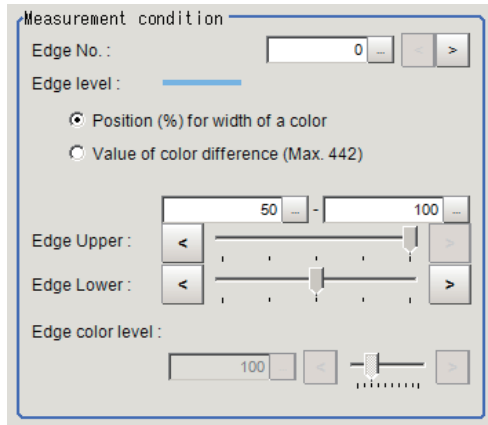 Measurement condition
Edge No. : 0 ... < >
Edge level :
Position (%) for width of a color
Value of color difference (Max. 442)
50 ... - 100 ...
Edge Upper : < >
Edge Lower : < >
Edge color level :
100 ... < >